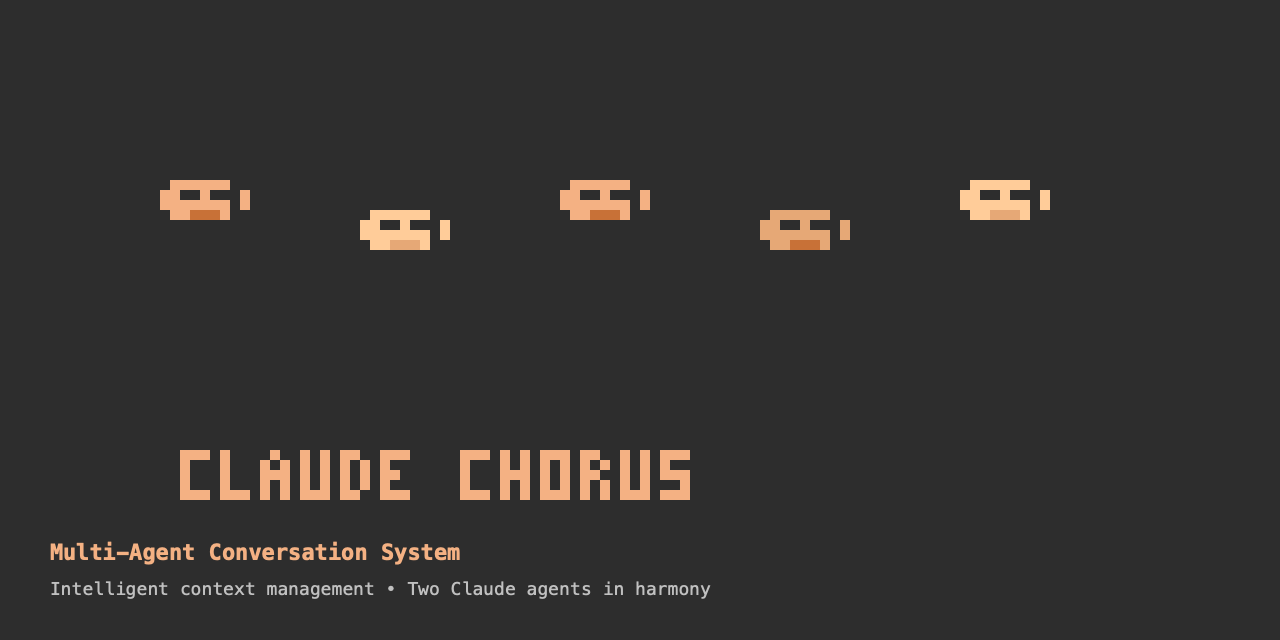 CLAUDE CHORUS
Multi–Agent Conversation System
Intelligent context management • Two Claude agents in harmony